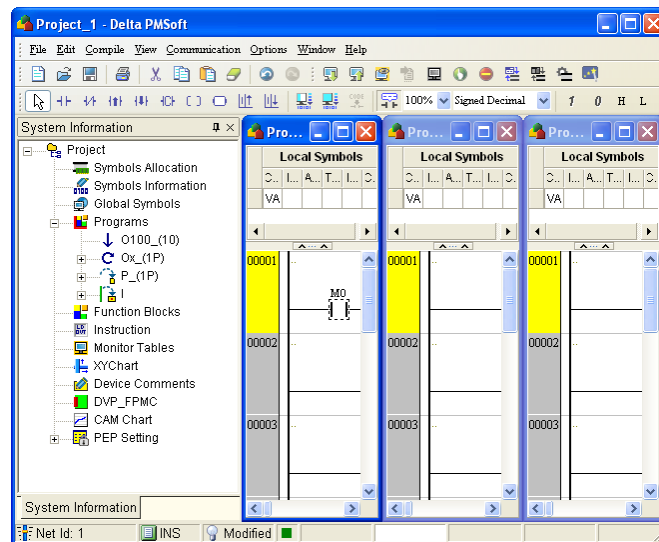 Project_1 - Delta PMSoft
File Edit Compile View Communication Options Window Help
100% Signed Decimal 1 0 H L
System Information
Project
Symbols Allocation
Symbols Information
Global Symbols
Programs
O100_(10)
Ox_(1P)
P_(1P)
I
Function Blocks
Instruction
Monitor Tables
XYChart
Device Comments
DVP_FPMC
CAM Chart
PEP Setting
System Information
Pro...
Local Symbols
I... A... T... I...
VA
00001
M0
00002
00003
Pro...
Local Symbols
I... A... T... I...
VA
00001
00002
00003
Pro...
Local Symbols
I... A... T... I...
VA
00001
00002
00003
Net Id: 1 INS Modified